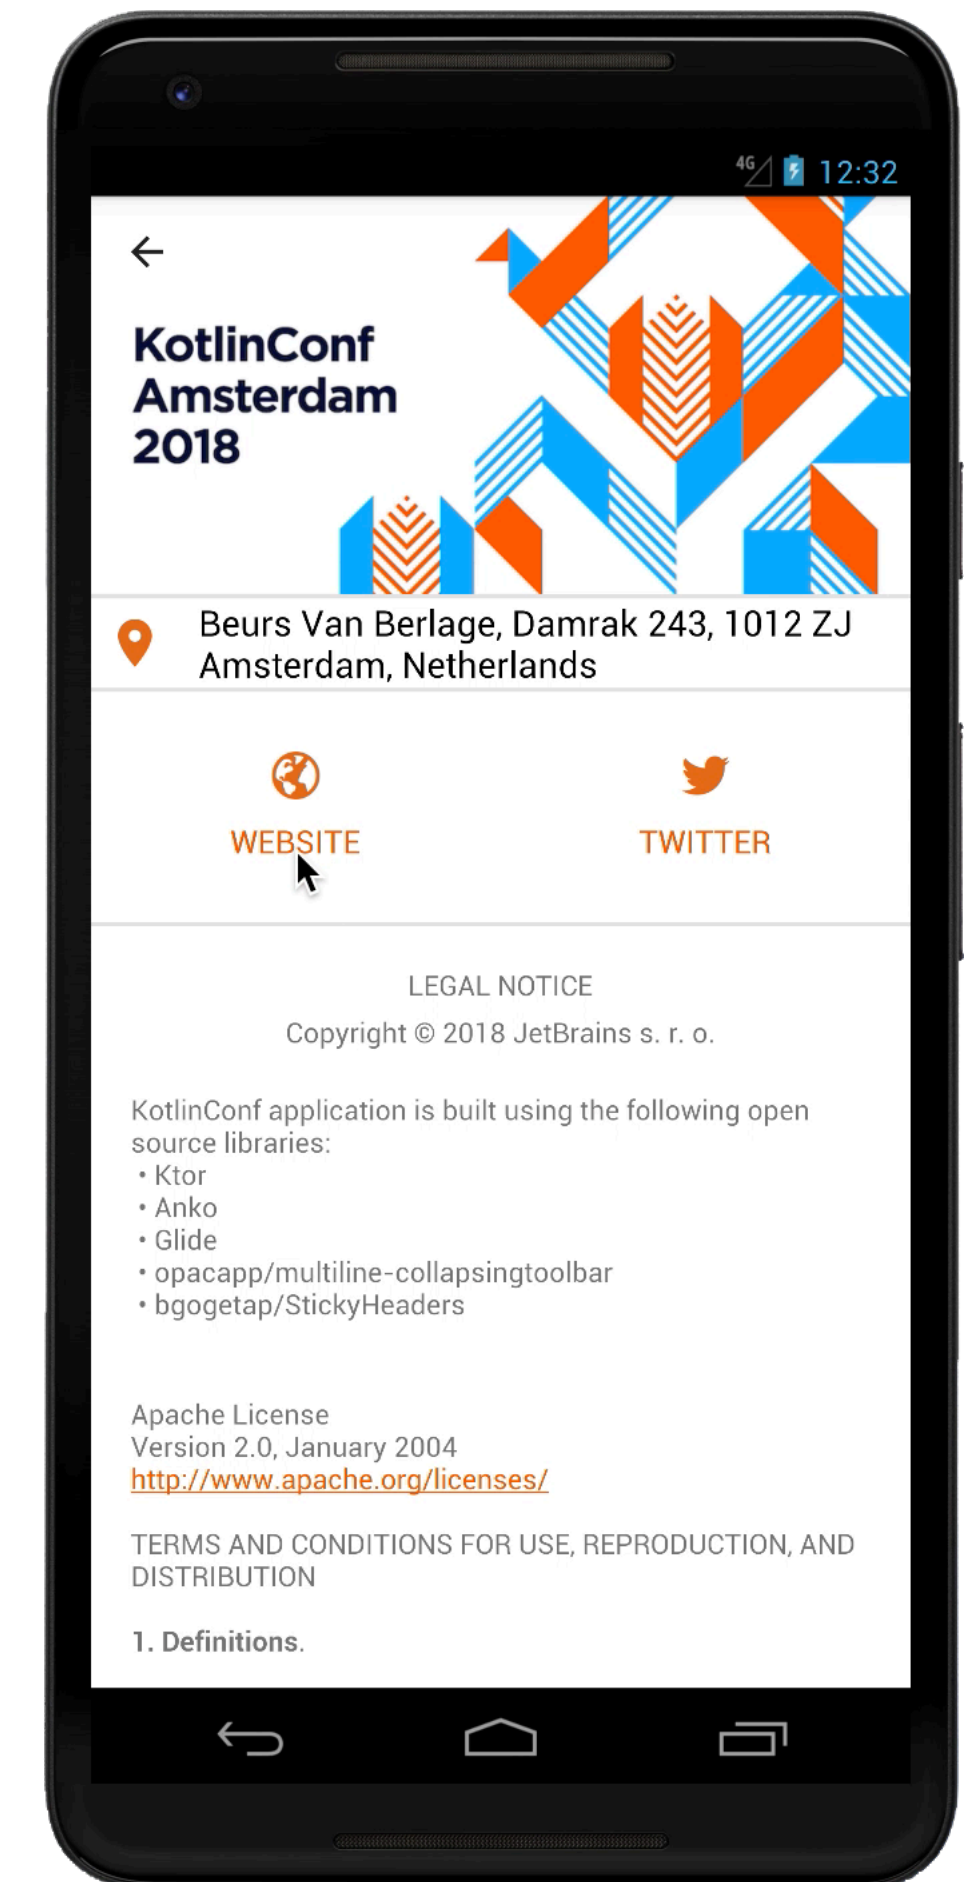 4G 12:32
KotlinConf
Amsterdam
2018
Beurs Van Berlage, Damrak 243, 1012 ZJ
Amsterdam, Netherlands
WEBSITE TWITTER
LEGAL NOTICE
Copyright © 2018 JetBrains s. r. o.
KotlinConf application is built using the following open
source libraries:
• Ktor
• Anko
• Glide
• opacapp/multiline-collapsingtoolbar
• bgogetap/StickyHeaders
Apache License
Version 2.0, January 2004
http://www.apache.org/licenses/
TERMS AND CONDITIONS FOR USE, REPRODUCTION, AND
DISTRIBUTION
1. Definitions.